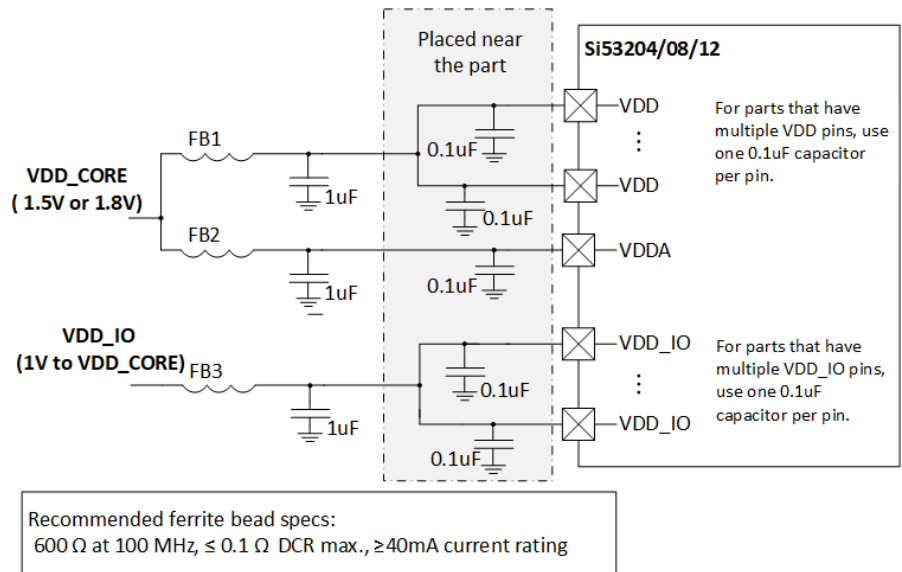 Placed near
the part
Si53204/08/12
VDD
For parts that have
multiple VDD pins, use
one 0.1uF capacitor
per pin.
FB1
0.1uF
VDD_CORE
( 1.5V or 1.8V)
1uF
VDD
0.1uF
FB2
VDDA
1uF
0.1uF
VDD_IO
(1V to VDD_CORE)
VDD_IO
For parts that have
multiple VDD_IO pins,
use one 0.1uF
capacitor per pin.
FB3
0.1uF
1uF
VDD_IO
0.1uF
Recommended ferrite bead specs:
600 Ω at 100 MHz, ≤ 0.1 Ω DCR max., ≥40mA current rating